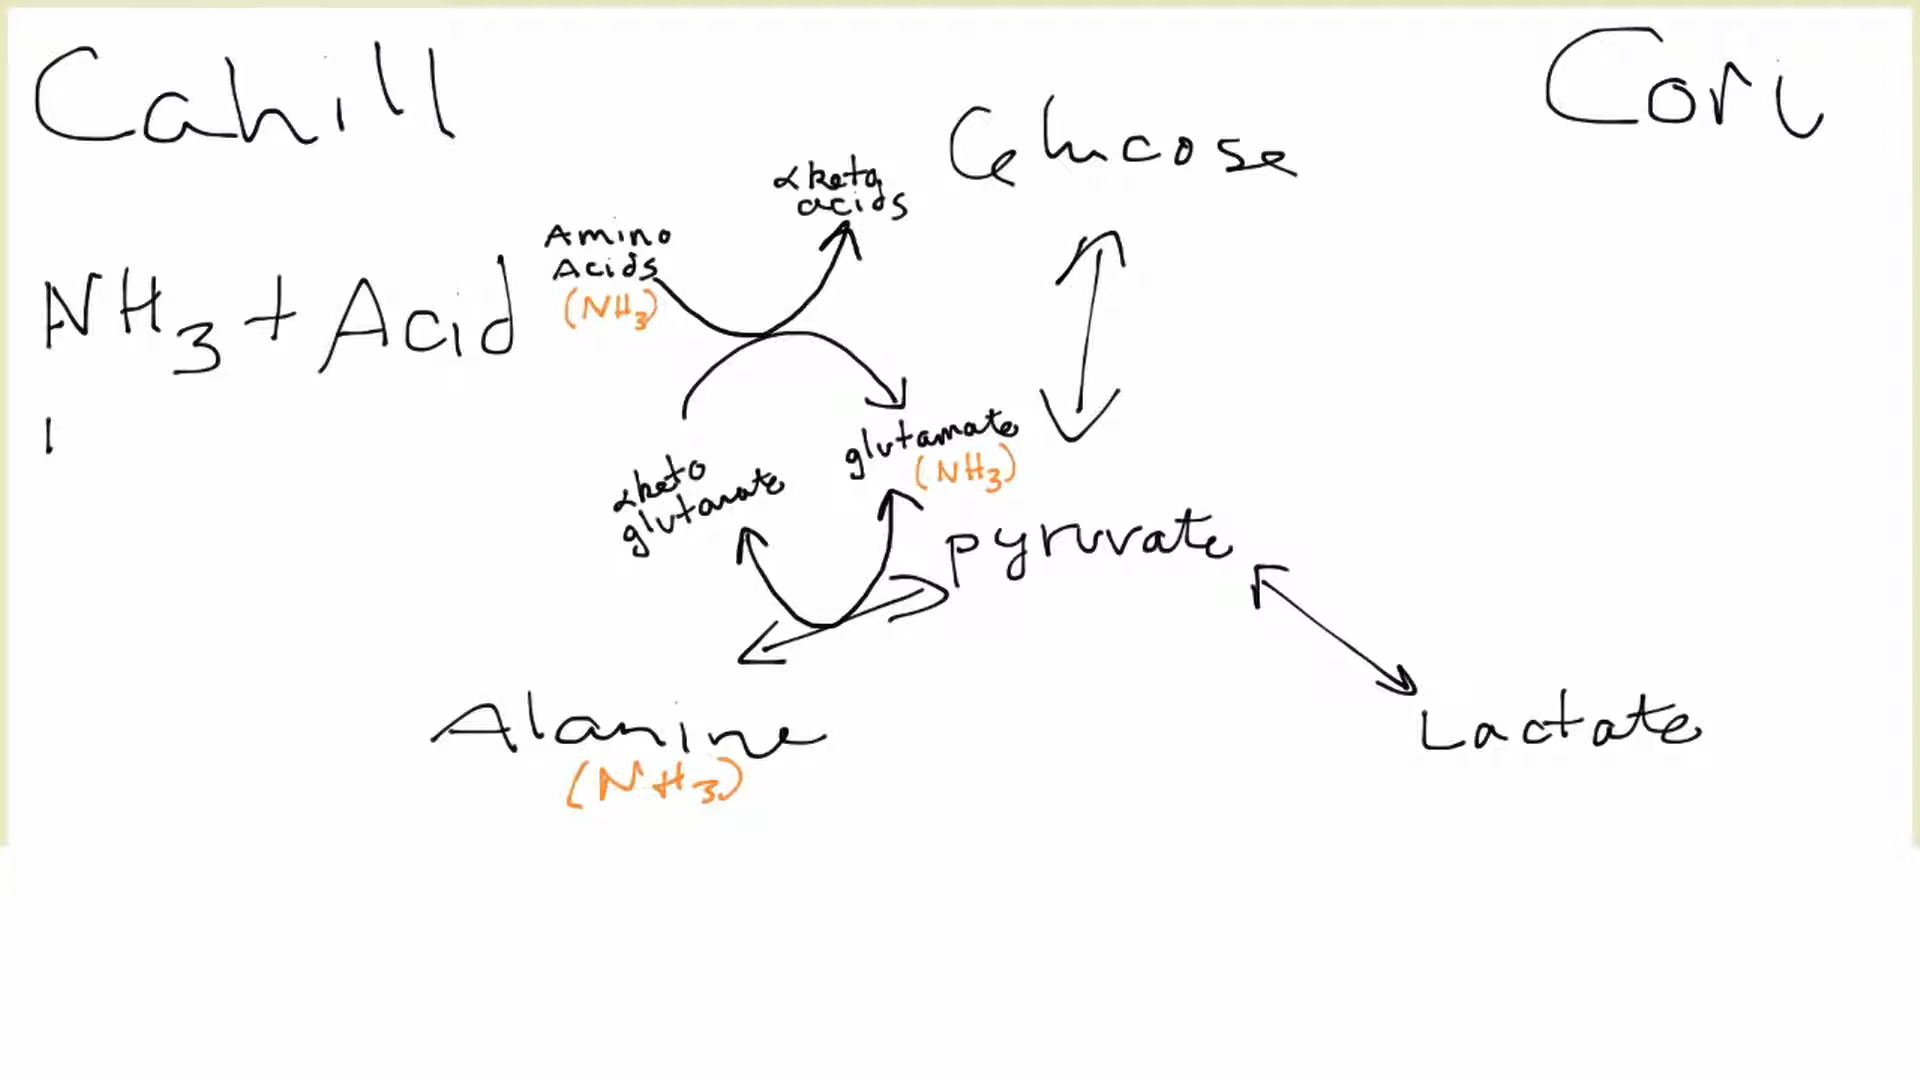 Cahill
Cori
Glucose
α keto
acids
Amino
Acids
(NH3)
NH3 + Acid
glutamate
(NH3)
α keto
glutarate
pyruvate
Alanine
(NH3)
Lactate